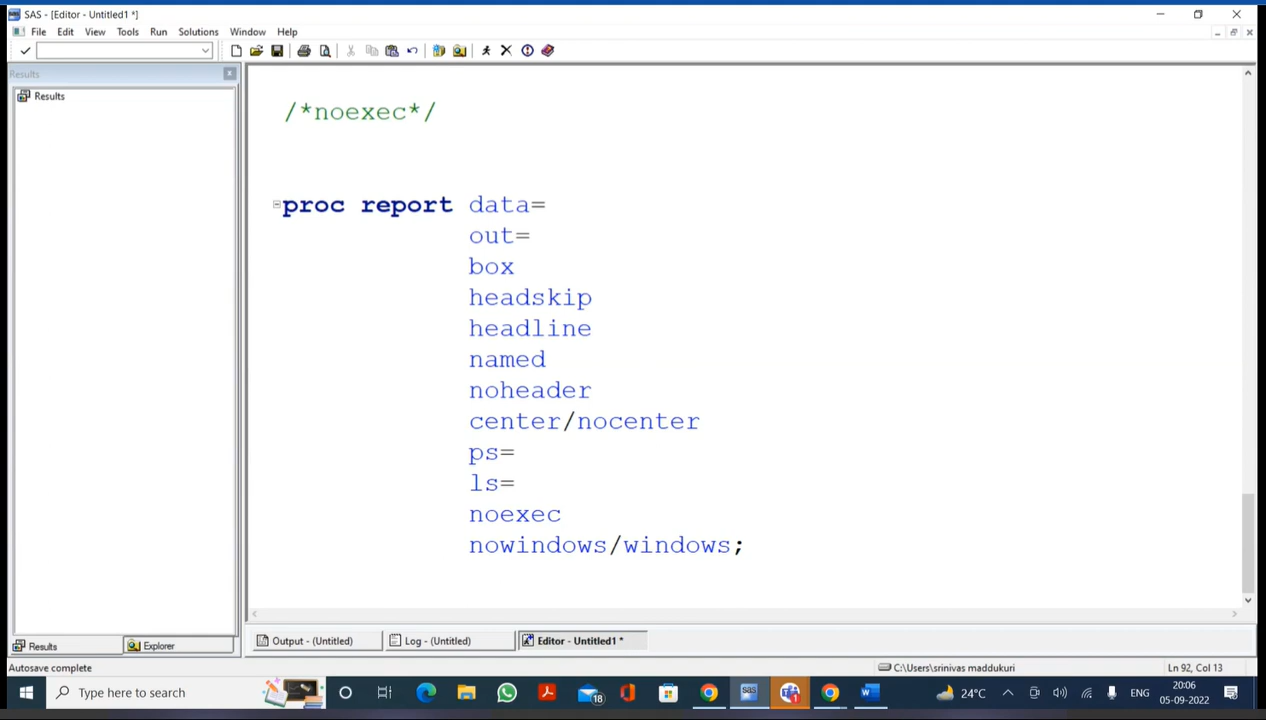 SAS - [Editor - Untitled1 *]
File Edit View Tools Run Solutions Window Help
Results
Results
/*noexec*/
proc report data=
out=
box
headskip
headline
named
noheader
center/nocenter
ps=
ls=
noexec
nowindows/windows;
Results Explorer
Output - (Untitled) Log - (Untitled) Editor - Untitled1 *
Autosave complete C:\Users\srinivas maddukuri Ln 92, Col 13
Type here to search 18 sas 1 24°C ENG 20:06
05-09-2022